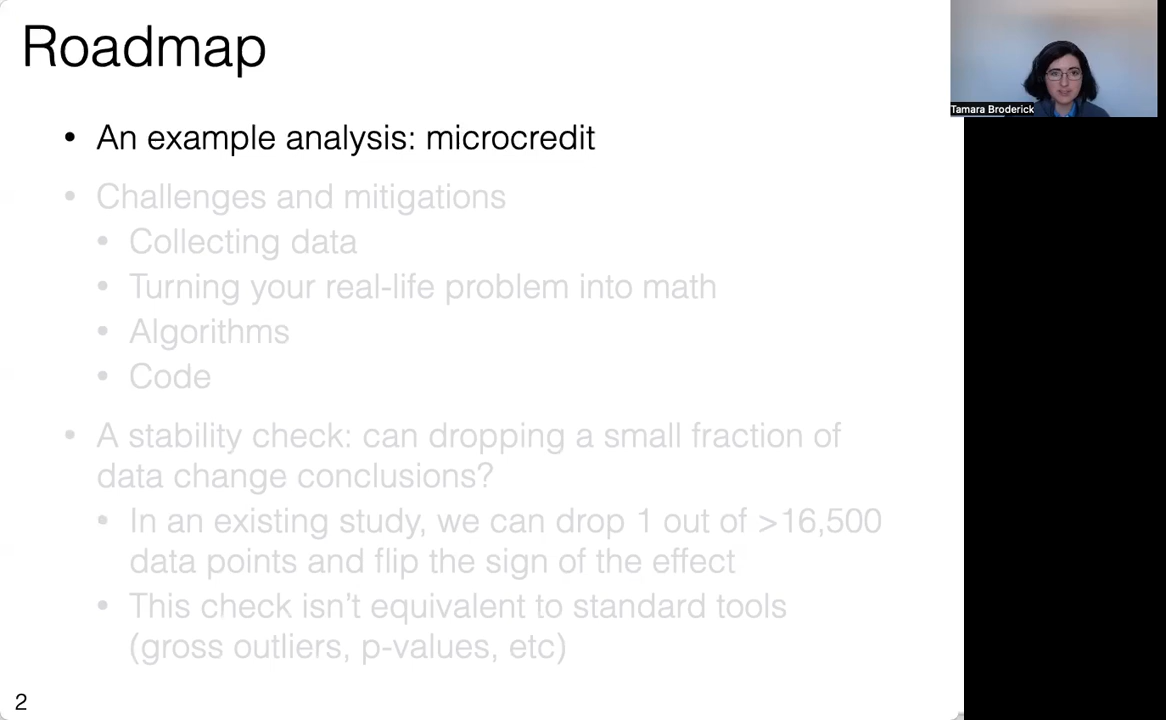 Roadmap
Tamara Broderick
• An example analysis: microcredit
• Challenges and mitigations
• Collecting data
• Turning your real-life problem into math
• Algorithms
• Code
• A stability check: can dropping a small fraction of
data change conclusions?
• In an existing study, we can drop 1 out of >16,500
data points and flip the sign of the effect
• This check isn’t equivalent to standard tools
(gross outliers, p-values, etc)
2